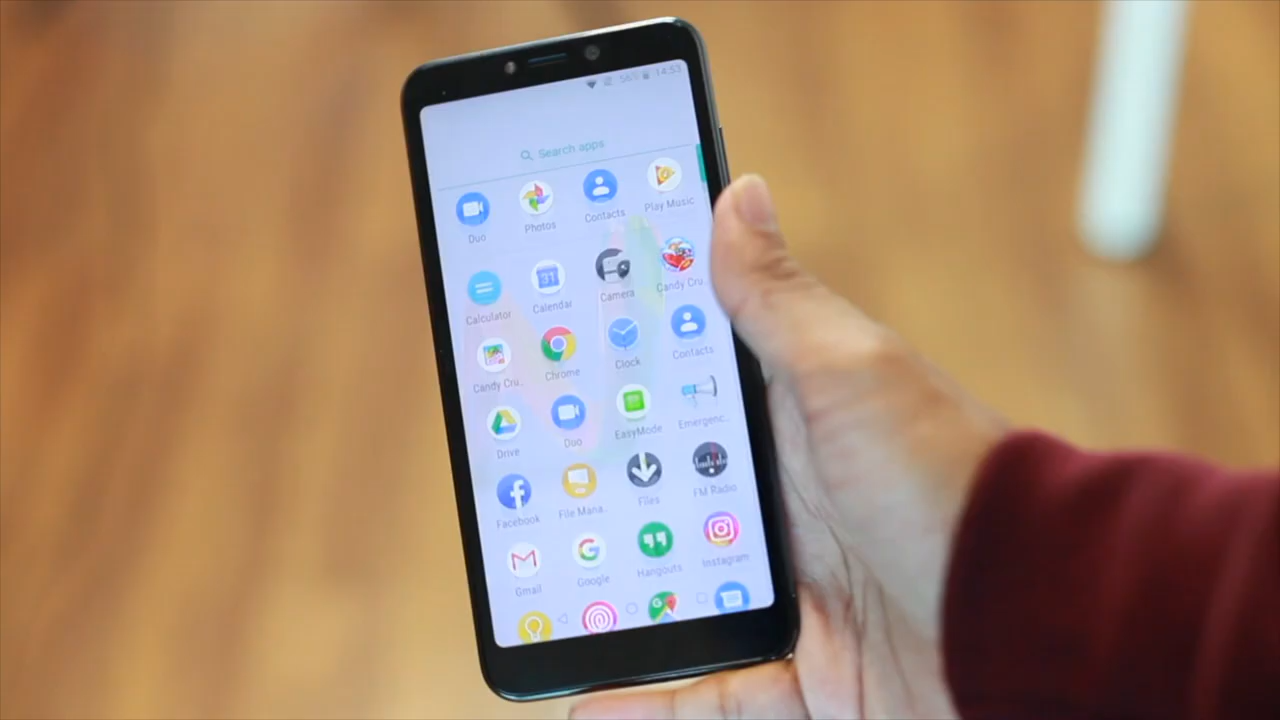 56% 14:53
Search apps
Duo Photos Contacts Play Music
Calculator Calendar Camera Candy Cru
Candy Cru.. Chrome Clock Contacts
Drive Duo EasyMode Emergenc..
Facebook File Mana.. Files FM Radio
Gmail Google Hangouts Instagram